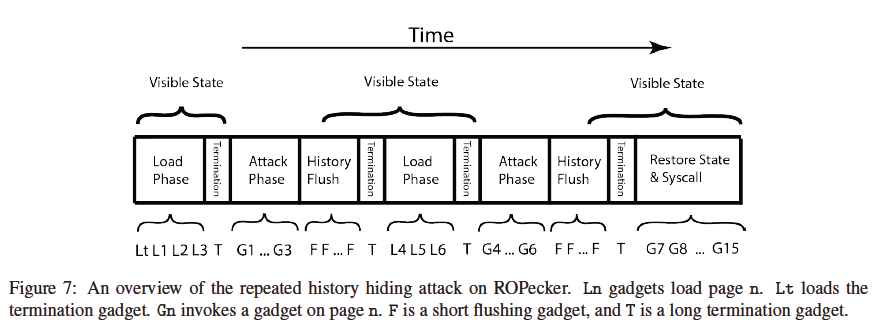 Time
Visible State
Visible State
Visible State
Load
Phase
Termination
Attack
Phase
History
Flush
Termination
Load
Phase
Termination
Attack
Phase
History
Flush
Termination
Restore State
& Syscall
Lt L1 L2 L3 T G1 ... G3 F F ... F T L4 L5 L6 T G4 ... G6 F F ... F T G7 G8 ... G15
Figure 7: An overview of the repeated history hiding attack on ROPecker. Ln gadgets load page n. Lt loads the
termination gadget. Gn invokes a gadget on page n. F is a short flushing gadget, and T is a long termination gadget.